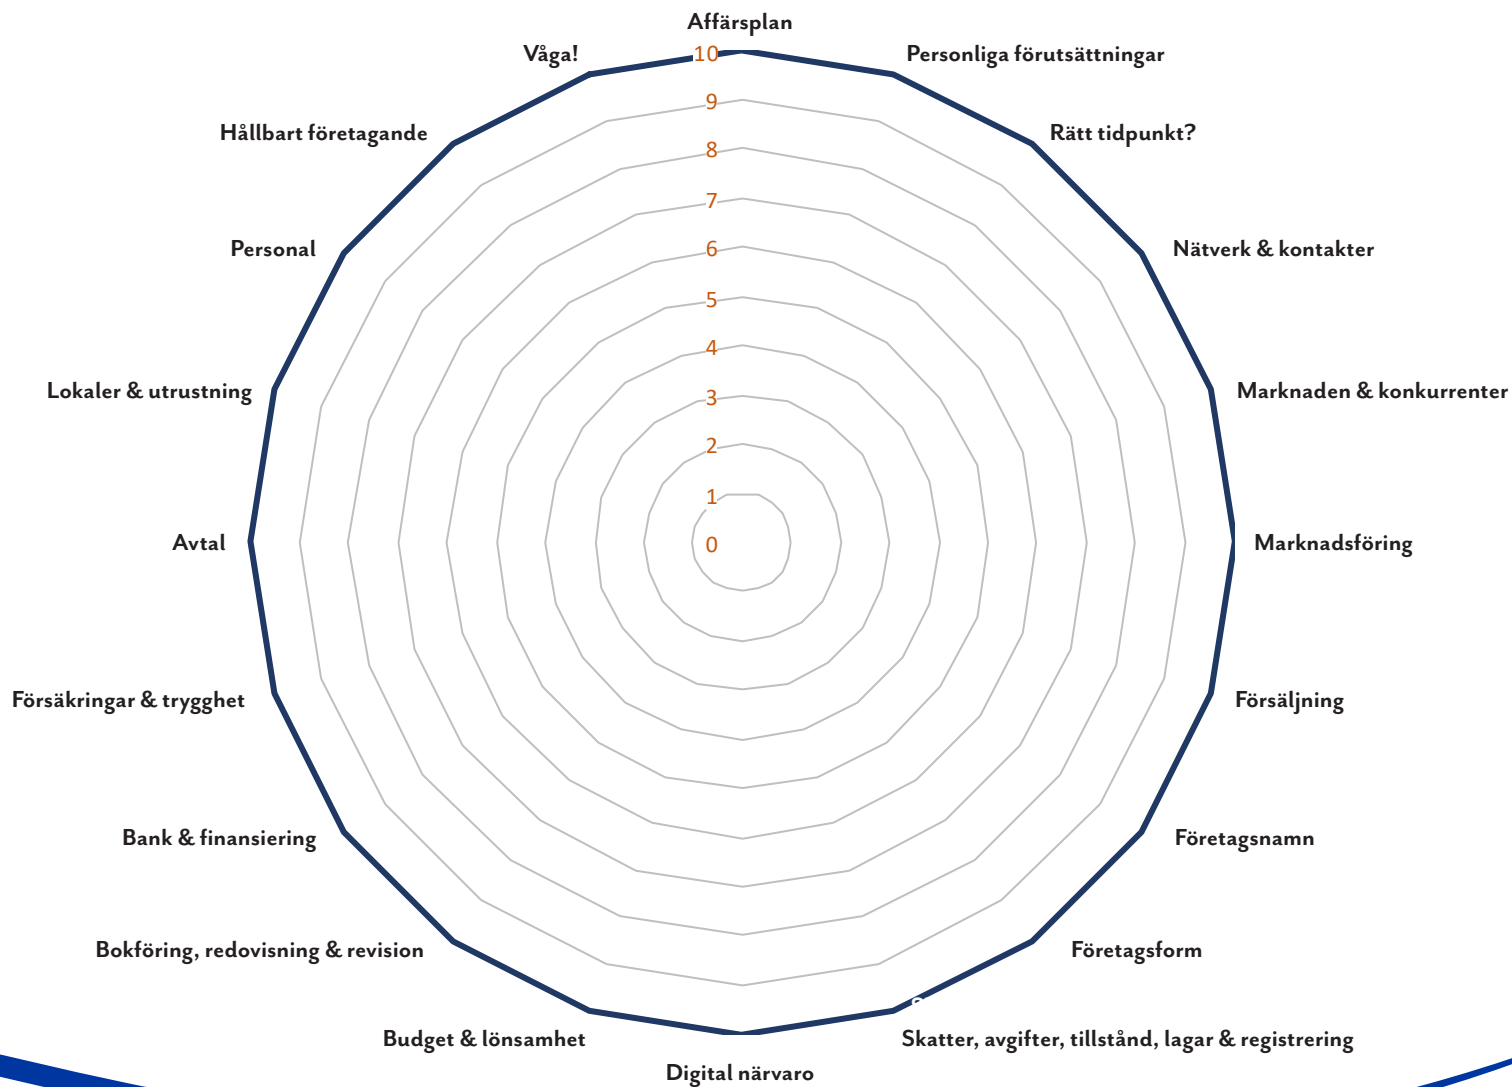 Affärsplan
Våga!
Personliga förutsättningar
Hållbart företagande
Rätt tidpunkt?
Personal
Nätverk & kontakter
Lokaler & utrustning
Marknaden & konkurrenter
Avtal
Marknadsföring
Försäkringar & trygghet
Försäljning
Bank & finansiering
Företagsnamn
Bokföring, redovisning & revision
Företagsform
Budget & lönsamhet
Skatter, avgifter, tillstånd, lagar & registrering
Digital närvaro
10
9
8
7
6
5
4
3
2
1
0